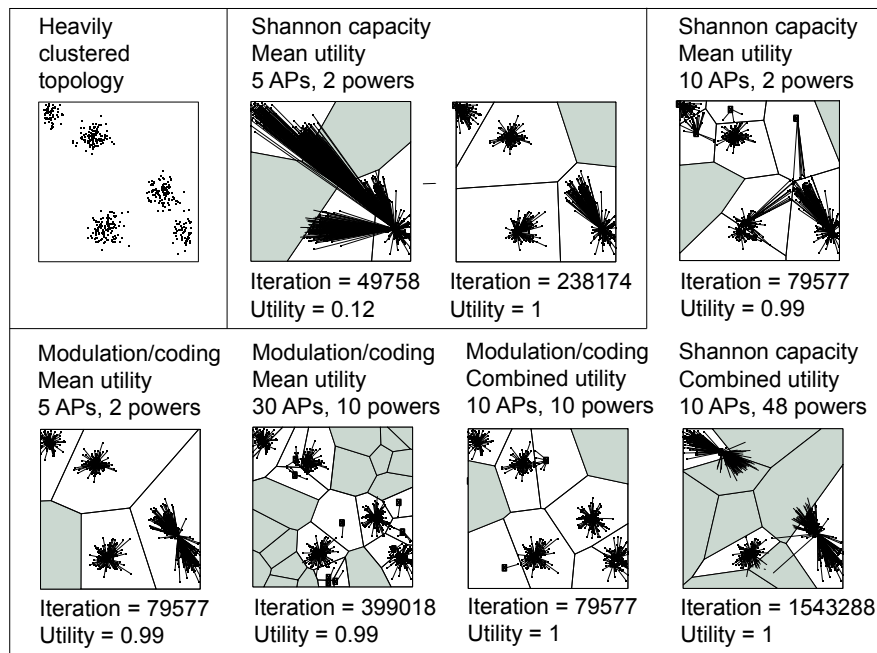 Heavily
clustered
topology
Shannon capacity
Mean utility
5 APs, 2 powers
Iteration = 49758
Utility = 0.12
Iteration = 238174
Utility = 1
Shannon capacity
Mean utility
10 APs, 2 powers
Iteration = 79577
Utility = 0.99
Modulation/coding
Mean utility
5 APs, 2 powers
Iteration = 79577
Utility = 0.99
Modulation/coding
Mean utility
30 APs, 10 powers
Iteration = 399018
Utility = 0.99
Modulation/coding
Combined utility
10 APs, 10 powers
Iteration = 79577
Utility = 1
Shannon capacity
Combined utility
10 APs, 48 powers
Iteration = 1543288
Utility = 1